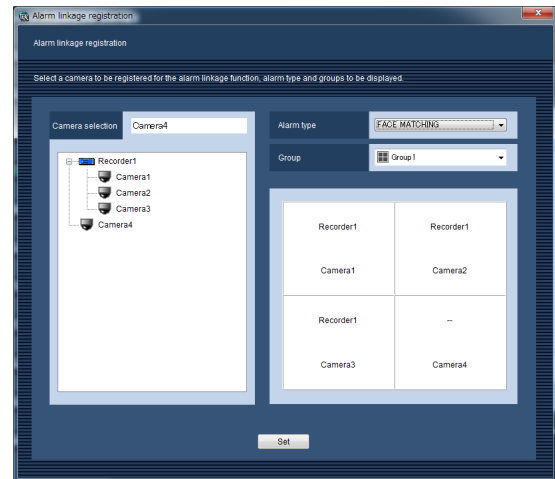 Alarm linkage registration
Alarm linkage registration
Select a camera to be registered for the alarm linkage function, alarm type and groups to be displayed.
Camera selection Camera4
Recorder1
Camera1
Camera2
Camera3
Camera4
Alarm type FACE MATCHING
Group Group1
Recorder1 Recorder1
Camera1 Camera2
Recorder1 --
Camera3 Camera4
Set